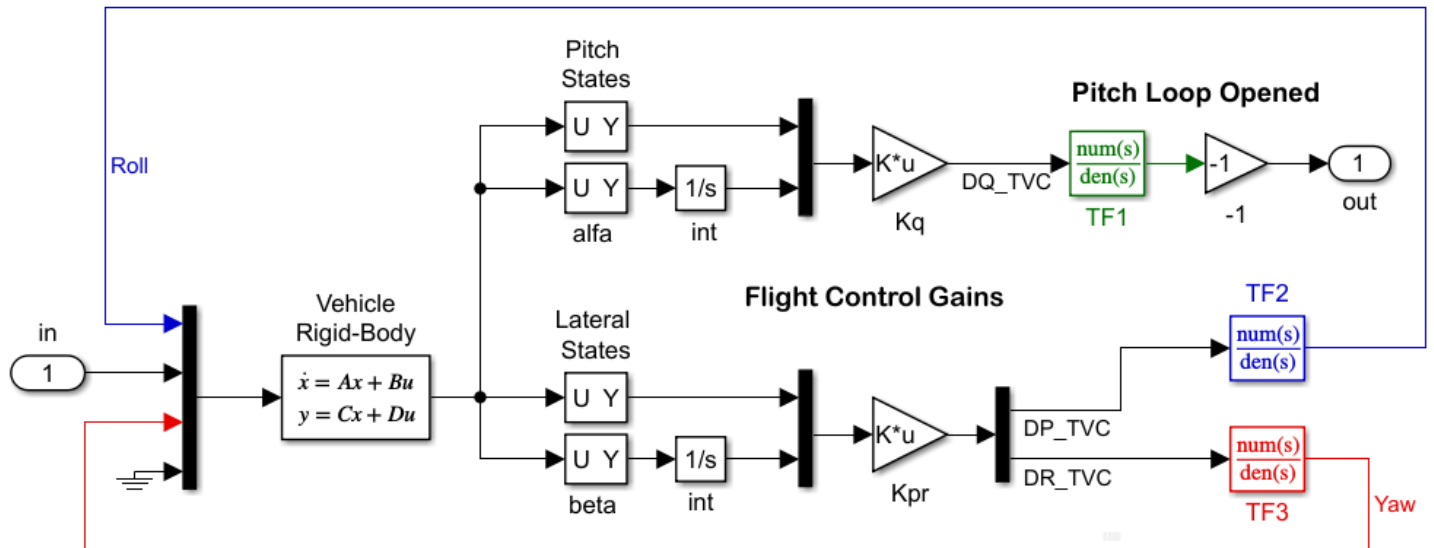 Pitch
States
Pitch Loop Opened
U Y
K*u
num(s)
den(s)
-1
1
Roll
DQ_TVC
U Y
1/s
TF1
-1
out
alfa
int
Kq
Flight Control Gains
TF2
Vehicle
Rigid-Body
Lateral
States
in
1
num(s)
den(s)
ẋ = Ax + Bu
y = Cx + Du
U Y
K*u
DP_TVC
num(s)
den(s)
U Y
1/s
DR_TVC
beta
int
Kpr
TF3
Yaw